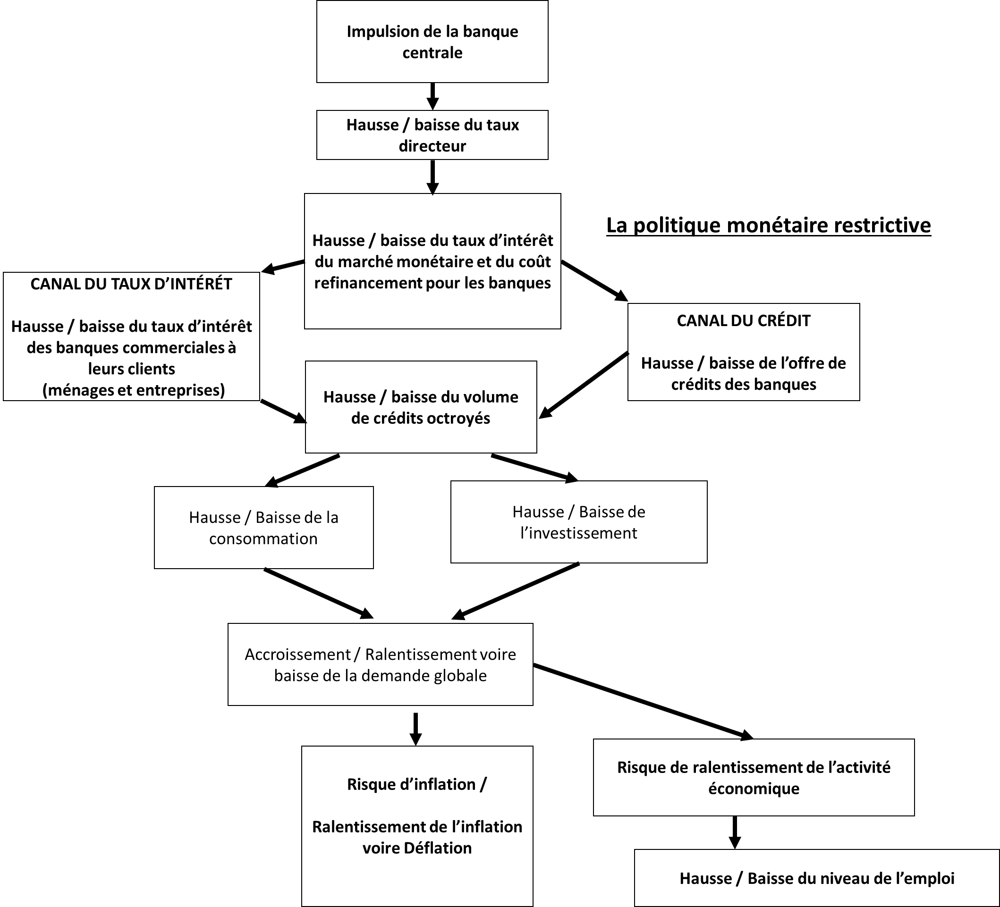 Impulsion de la banque
centrale
Hausse / baisse du taux
directeur
La politique monétaire restrictive
Hausse / baisse du taux d’intérêt
du marché monétaire et du coût
refinancement pour les banques
CANAL DU TAUX D’INTÉRÉT
Hausse / baisse du taux d’intérêt
des banques commerciales à
leurs clients
(ménages et entreprises)
CANAL DU CRÉDIT
Hausse / baisse de l’offre de
crédits des banques
Hausse / baisse du volume
de crédits octroyés
Hausse / Baisse de la
consommation
Hausse / Baisse de
l’investissement
Accroissement / Ralentissement voire
baisse de la demande globale
Risque d’inflation /
Ralentissement de l’inflation
voire Déflation
Risque de ralentissement de l’activité
économique
Hausse / Baisse du niveau de l’emploi